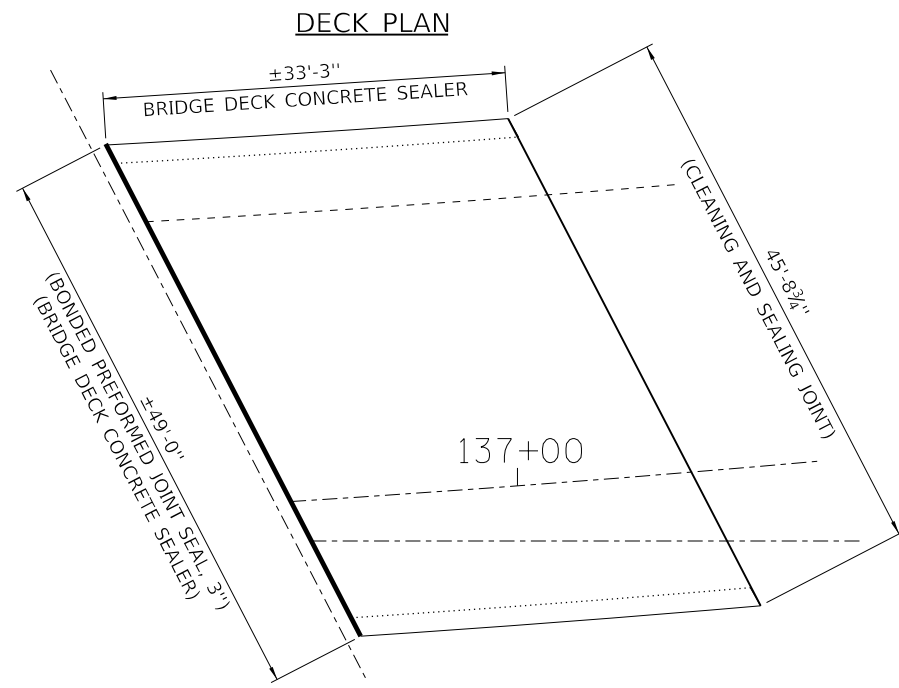 DECK PLAN
±33'-3"
BRIDGE DECK CONCRETE SEALER
(CLEANING AND SEALING JOINT)
45'-8¾"
±49'-0"
(BONDED PREFORMED JOINT SEAL, 3")
(BRIDGE DECK CONCRETE SEALER)
137+00